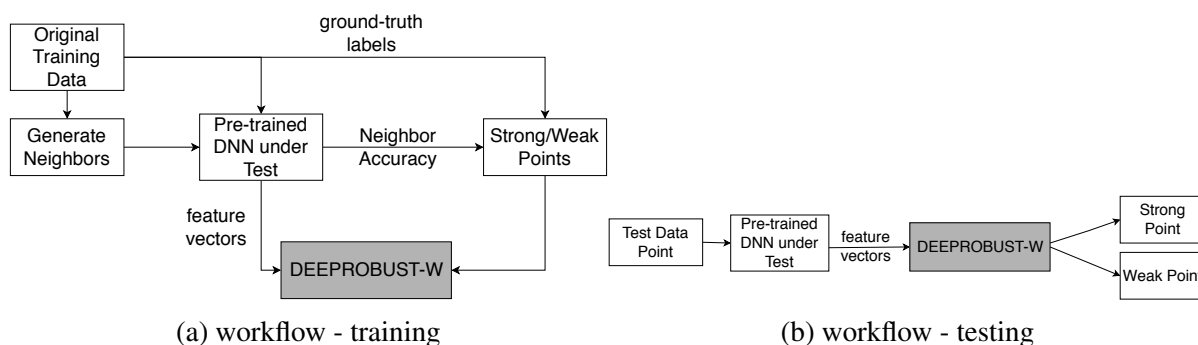 Original
Training
Data
ground-truth
labels
Generate
Neighbors
Pre-trained
DNN under
Test
Neighbor
Accuracy
Strong/Weak
Points
feature
vectors
DEEPROBUST-W
(a) workflow - training
Test Data
Point
Pre-trained
DNN under
Test
feature
vectors
DEEPROBUST-W
Strong
Point
Weak Point
(b) workflow - testing